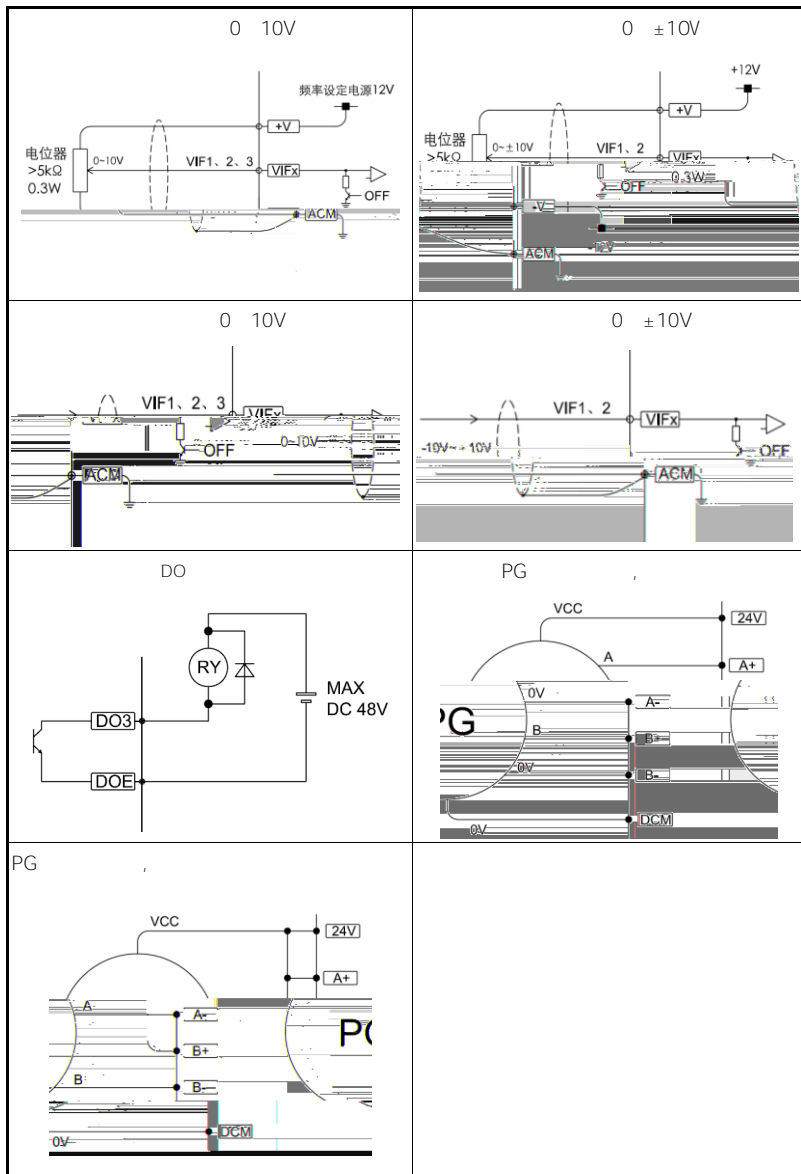 0 10V
频率设定电源12V
+V
电位器
>5kΩ
0.3W
0~10V
VIF1、2、3
VIFx
OFF
ACM
0 ±10V
+12V
+V
电位器
>5kΩ
0~±10V
VIF1、2
VIFx
0.3W
OFF
-V
ACM
0 10V
VIF1、2、3
VIFx
OFF
0~10V
ACM
0 ±10V
VIF1、2
VIFx
-10V~+10V
OFF
ACM
DO
RY
MAX
DC 48V
DO3
DOE
PG ,
VCC
24V
A
A+
0V
A-
PG
B
B+
0V
B-
DCM
0V
PG ,
VCC
24V
A+
A
A-
B+
B
B-
DCM
0V